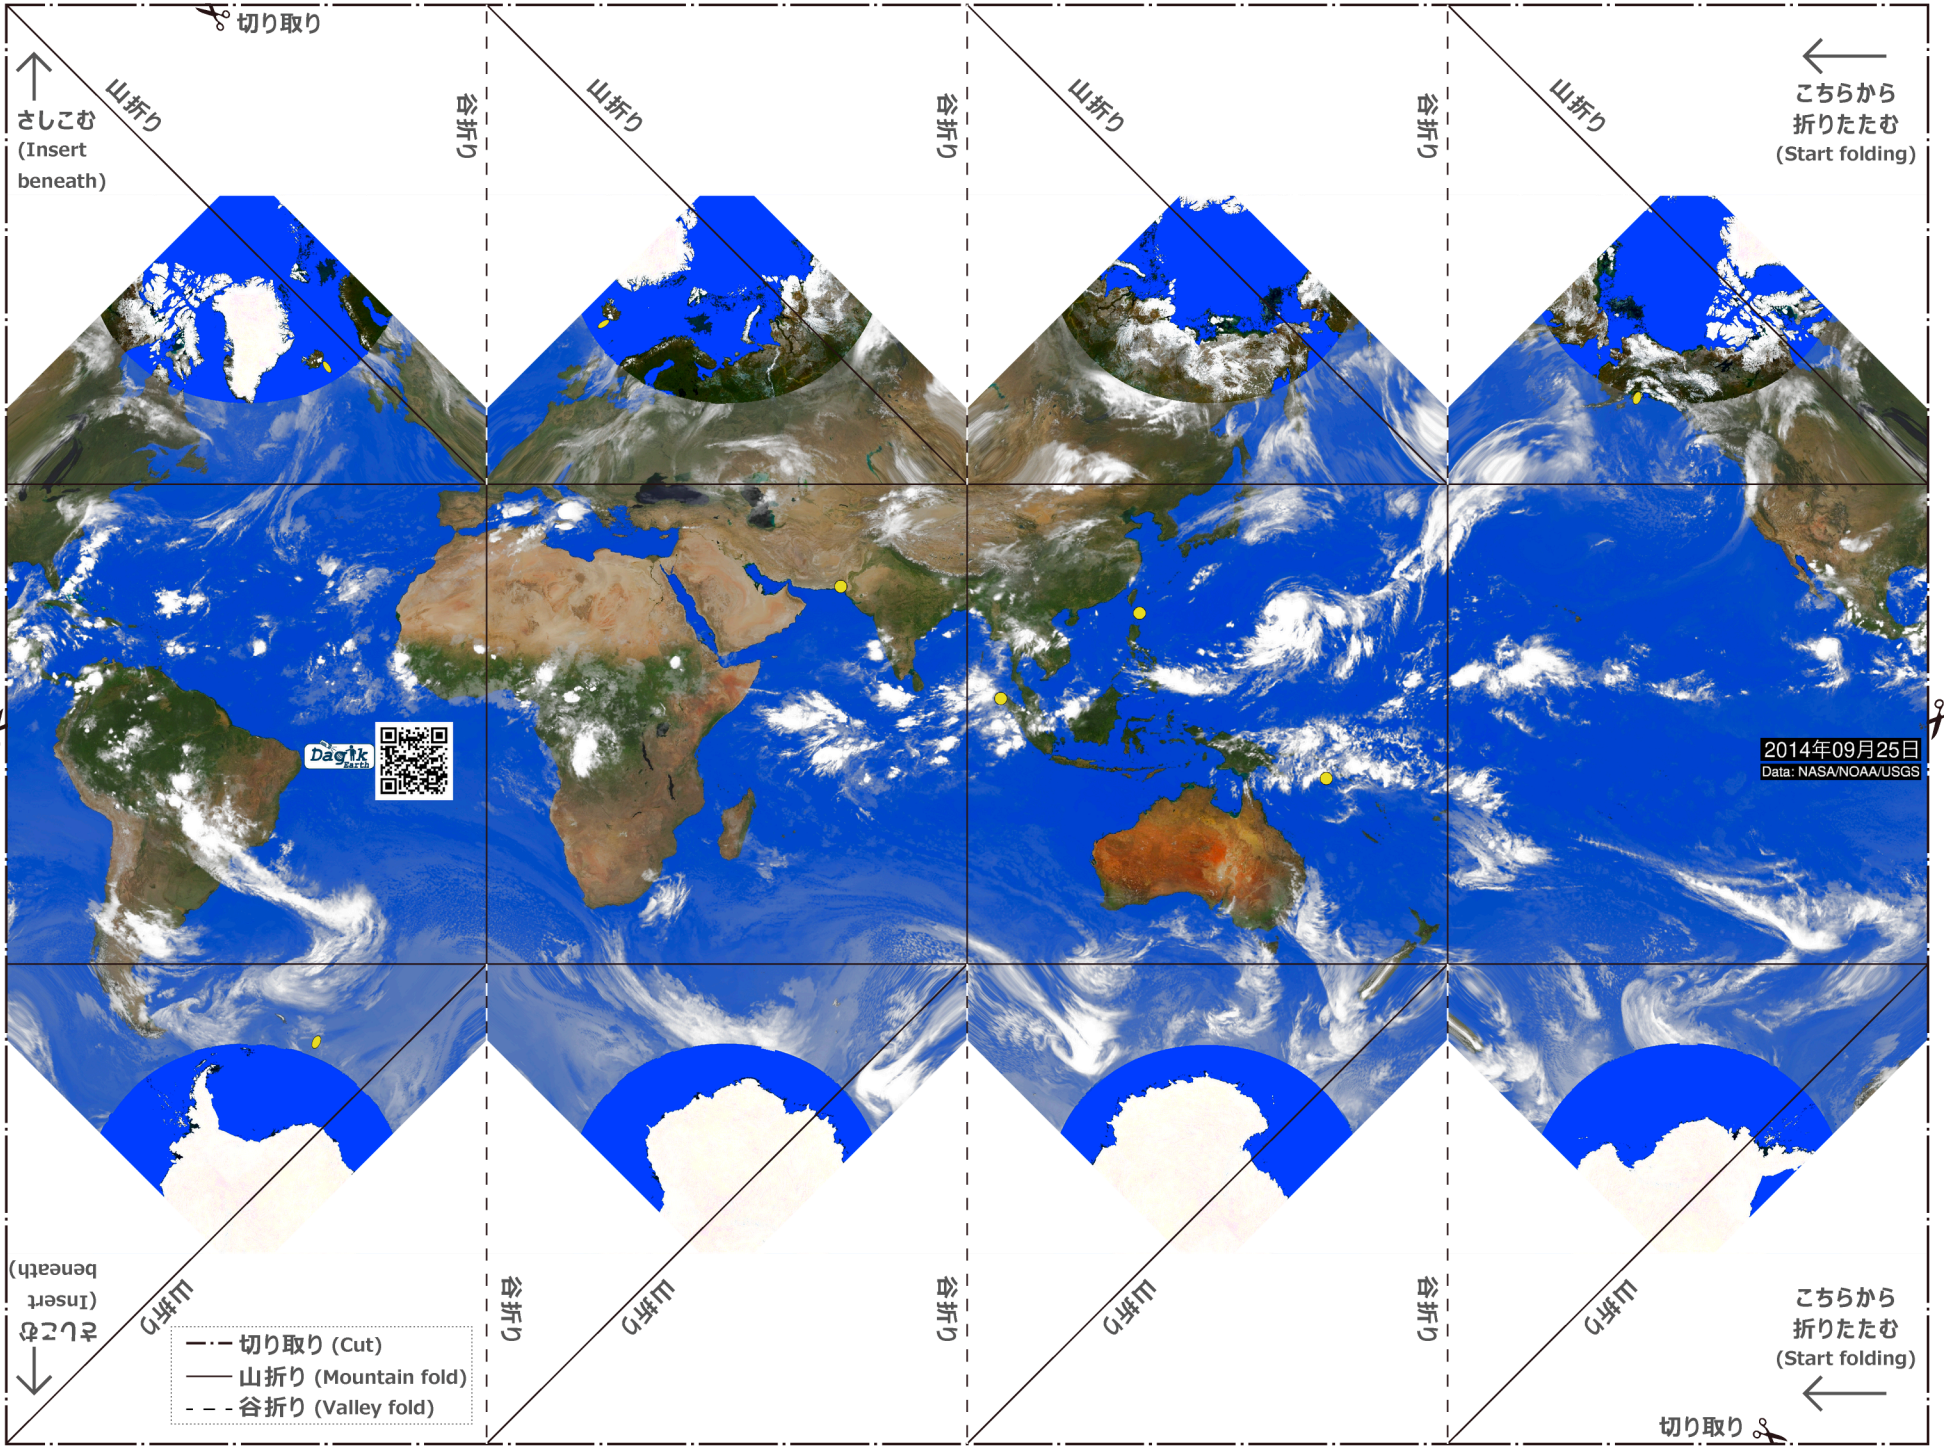 切り取り
山折り
谷折り
山折り
谷折り
山折り
谷折り
山折り
さしこむ
(Insert
beneath)
こちらから
折りたたむ
(Start folding)
Dagik
Earth
2014年09月25日
Data: NASA/NOAA/USGS
さしこむ
(Insert
beneath)
山折り
谷折り
山折り
谷折り
山折り
谷折り
山折り
切り取り (Cut)
山折り (Mountain fold)
谷折り (Valley fold)
こちらから
折りたたむ
(Start folding)
切り取り